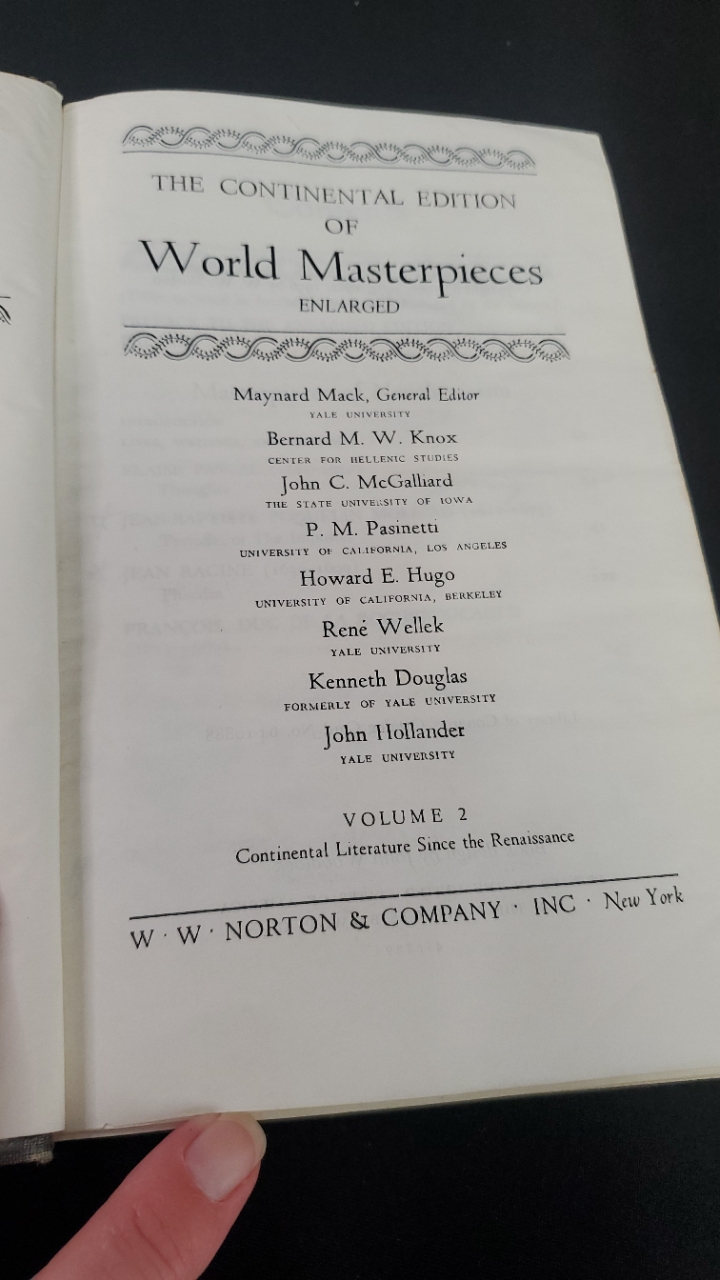 THE CONTINENTAL EDITION
OF
World Masterpieces
ENLARGED
Maynard Mack, General Editor
YALE UNIVERSITY
Bernard M. W. Knox
CENTER FOR HELLENIC STUDIES
John C. McGalliard
THE STATE UNIVERSITY OF IOWA
P. M. Pasinetti
UNIVERSITY OF CALIFORNIA, LOS ANGELES
Howard E. Hugo
UNIVERSITY OF CALIFORNIA, BERKELEY
René Wellek
YALE UNIVERSITY
Kenneth Douglas
FORMERLY OF YALE UNIVERSITY
John Hollander
YALE UNIVERSITY
VOLUME 2
Continental Literature Since the Renaissance
W · W · NORTON & COMPANY · INC · New York